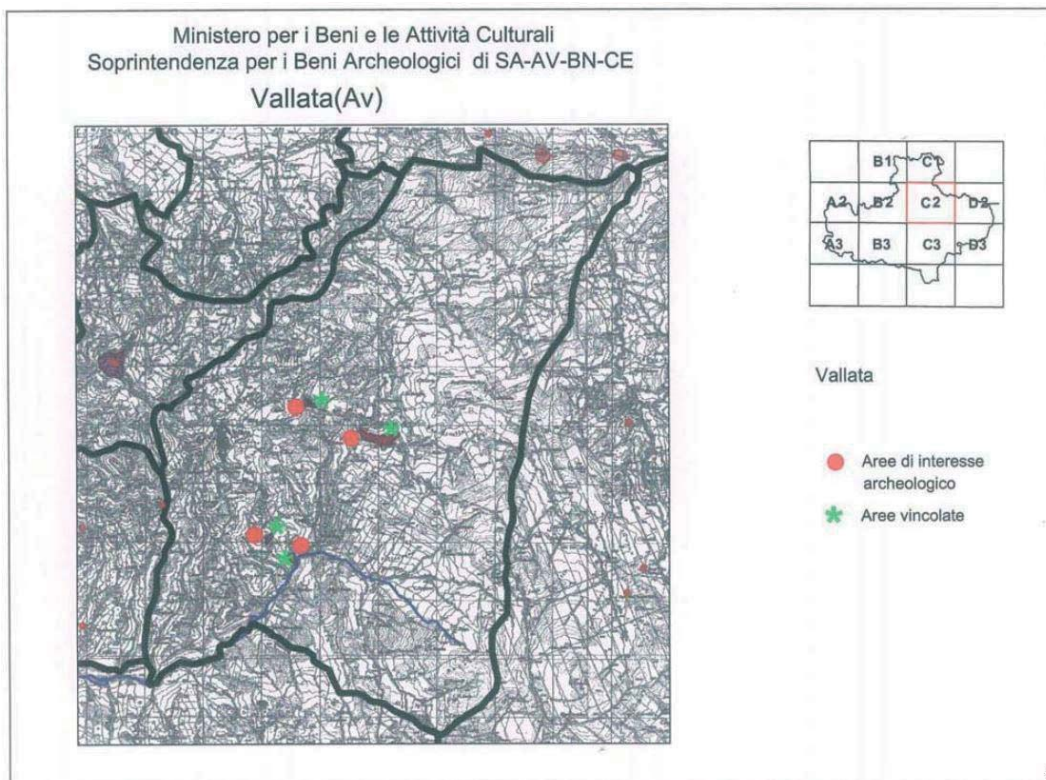 Ministero per i Beni e le Attività Culturali
Soprintendenza per i Beni Archeologici di SA-AV-BN-CE
Vallata(Av)
B1 C1
A2 B2 C2 D2
A3 B3 C3 D3
Vallata
Aree di interesse
archeologico
Aree vincolate